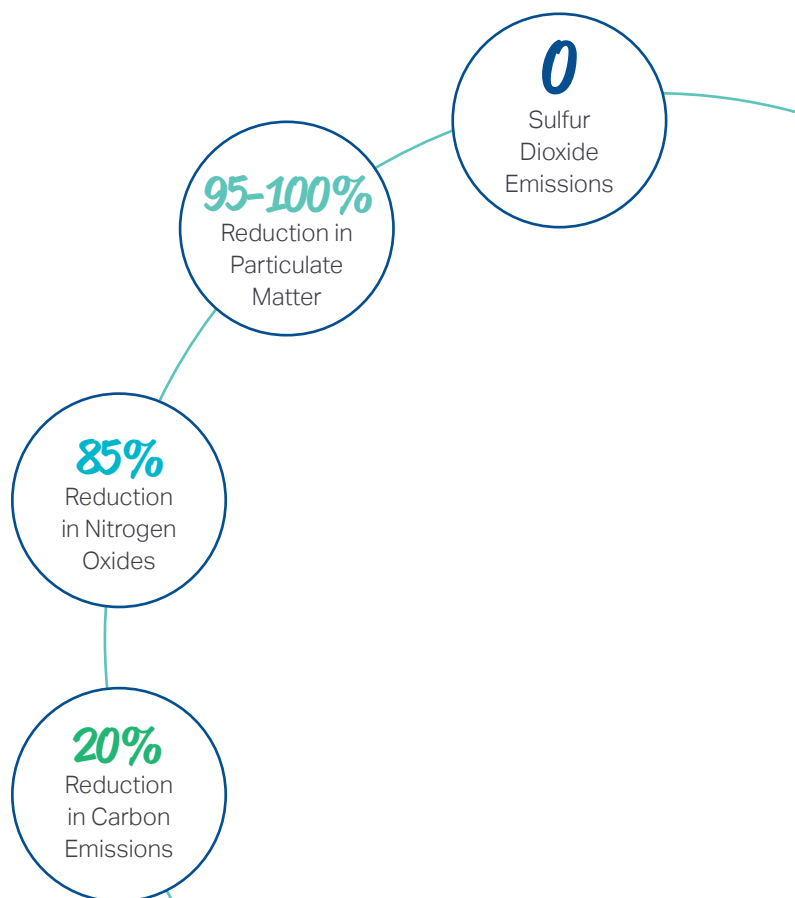 0
Sulfur
Dioxide
Emissions
95-100%
Reduction in
Particulate
Matter
85%
Reduction
in Nitrogen
Oxides
20%
Reduction
in Carbon
Emissions